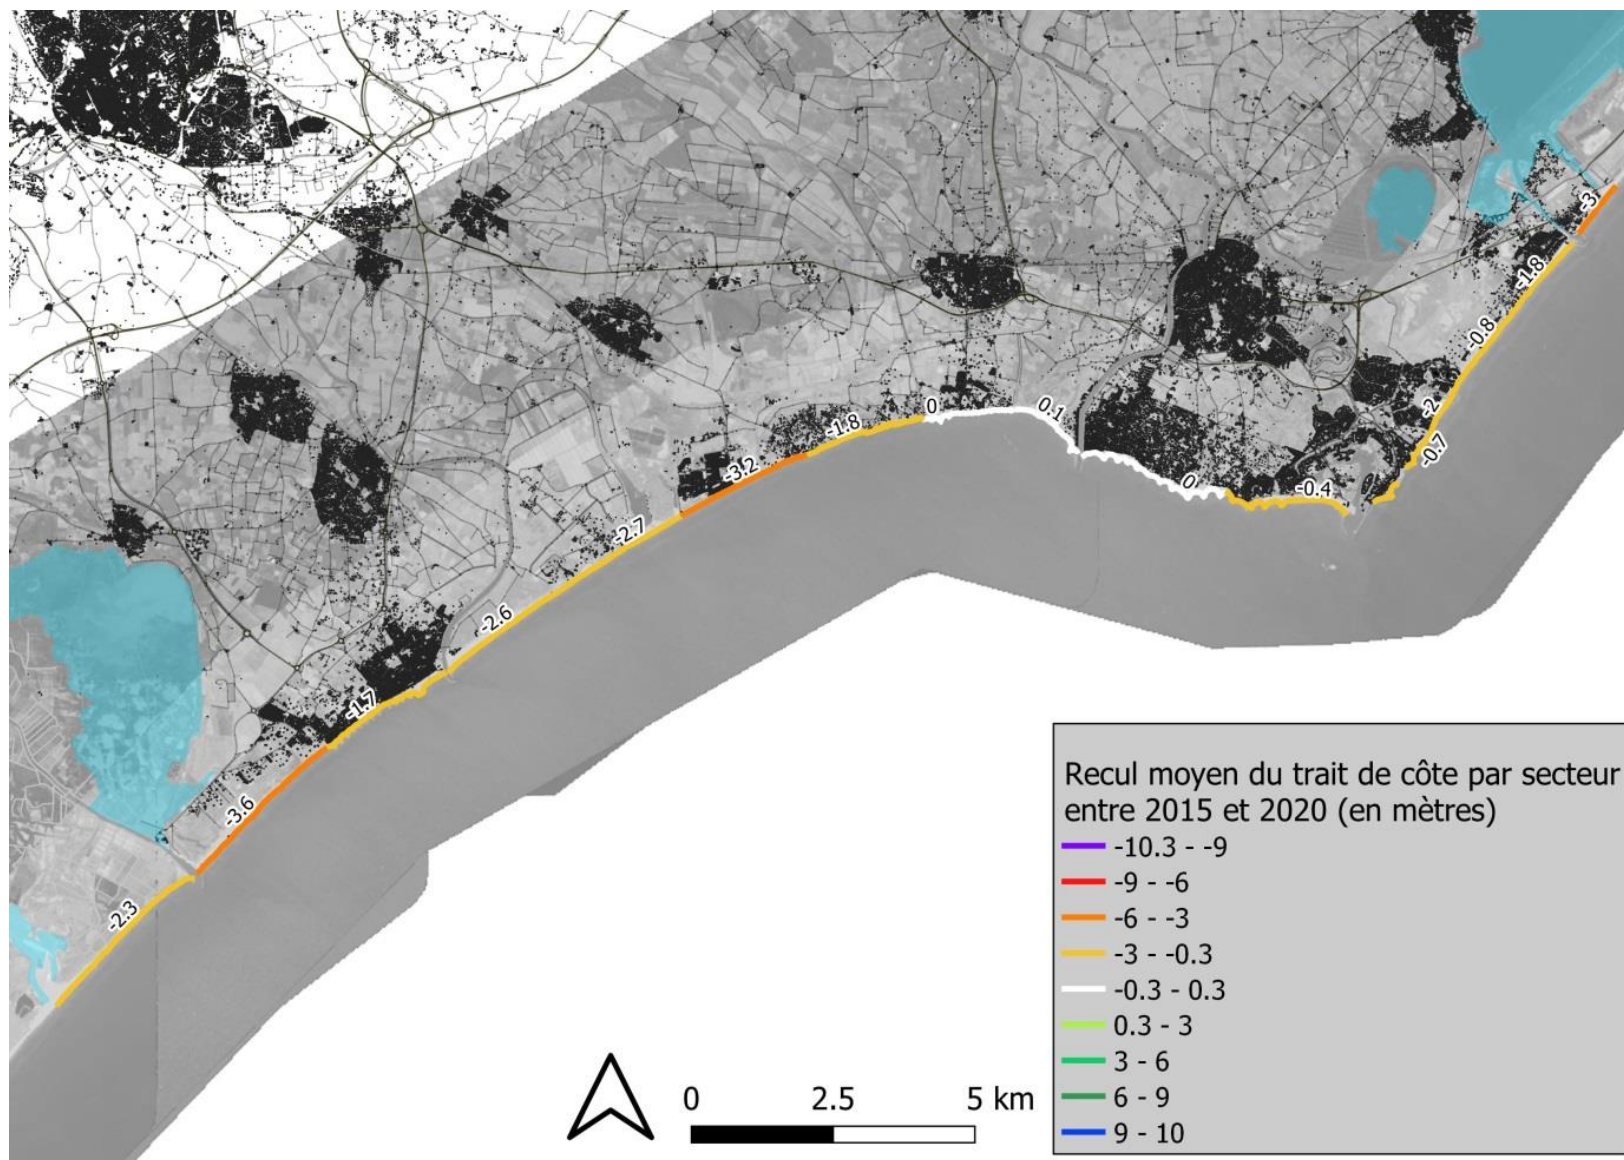 -3
-1.8
-0.8
-2
-0.7
0.1
0
-1.8
-3.2
0
-0.4
-2.7
-2.6
-1.7
-3.6
-2.3
Recul moyen du trait de côte par secteur
entre 2015 et 2020 (en mètres)
-10.3 - -9
-9 - -6
-6 - -3
-3 - -0.3
-0.3 - 0.3
0.3 - 3
3 - 6
6 - 9
9 - 10
0 2.5 5 km